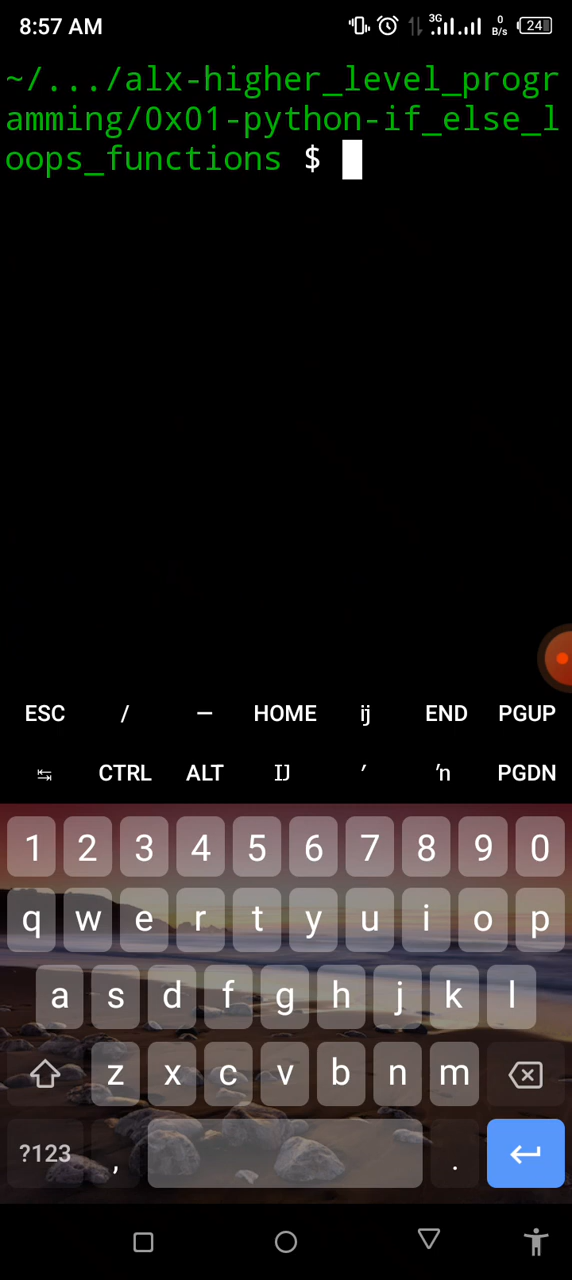 8:57 AM 3G 0 B/s 24
~/.../alx-higher_level_progr
amming/0x01-python-if_else_l
oops_functions $
ESC / — HOME ĳ END PGUP
↹ CTRL ALT Ĳ ′ ŉ PGDN
1 2 3 4 5 6 7 8 9 0
q w e r t y u i o p
a s d f g h j k l
z x c v b n m
?123 , .